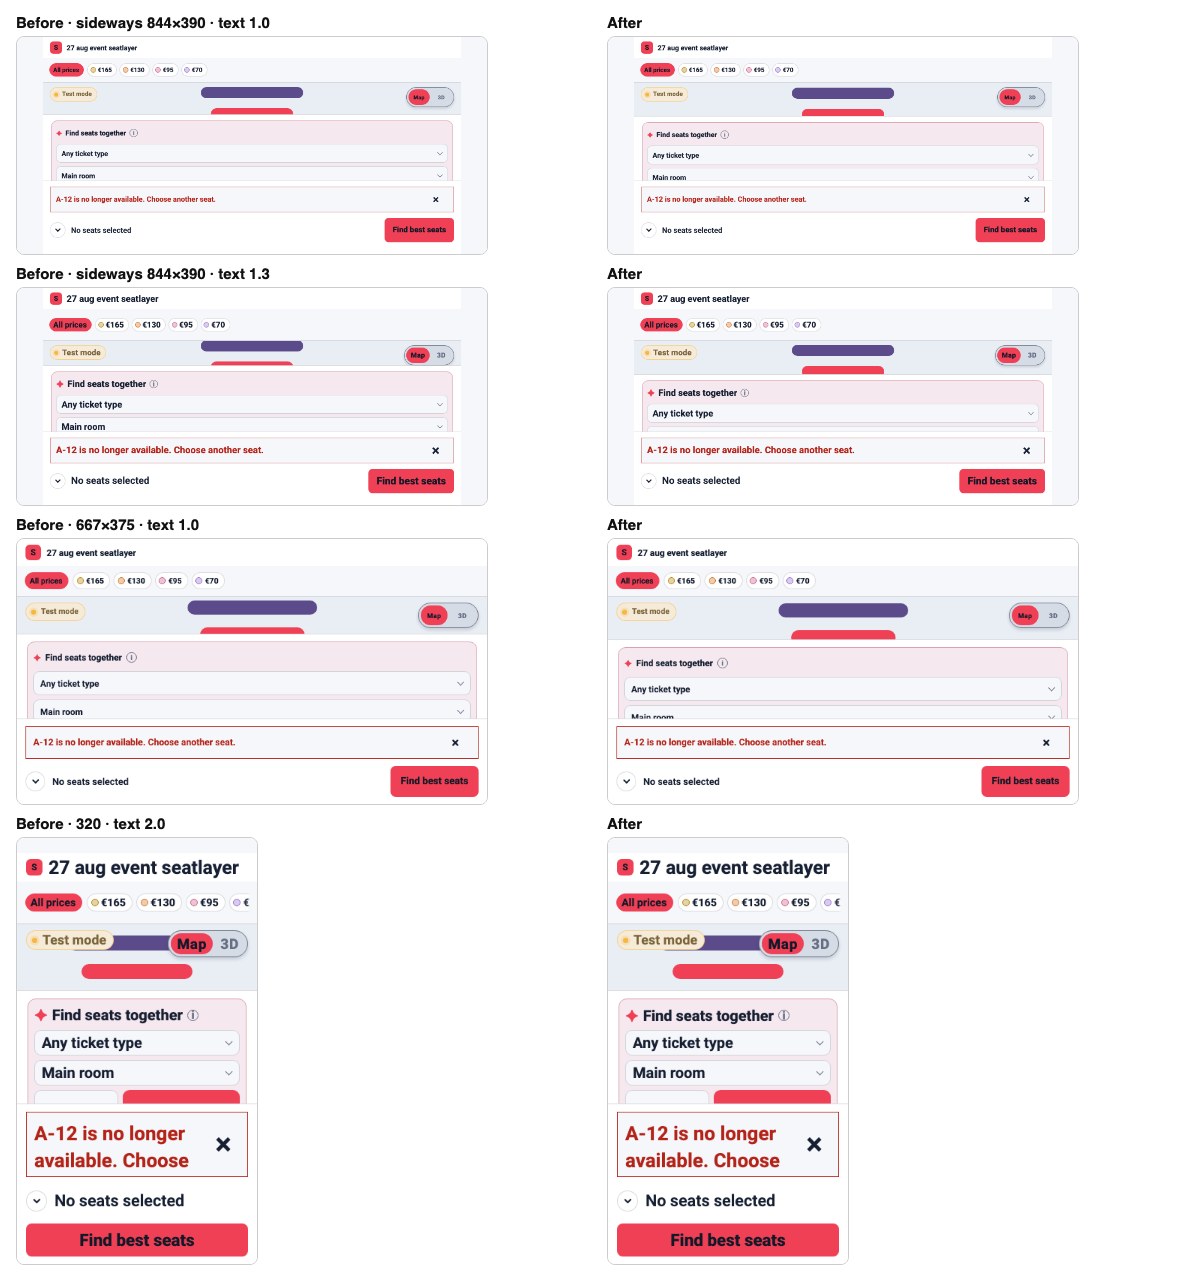 Before · sideways 844×390 · text 1.0
S 27 aug event seatlayer
All prices €165 €130 €95 €70
Test mode Map 3D
Find seats together
Any ticket type
Main room
A-12 is no longer available. Choose another seat.
No seats selected Find best seats
After
S 27 aug event seatlayer
All prices €165 €130 €95 €70
Test mode Map 3D
Find seats together
Any ticket type
Main room
A-12 is no longer available. Choose another seat.
No seats selected Find best seats
Before · sideways 844×390 · text 1.3
S 27 aug event seatlayer
All prices €165 €130 €95 €70
Test mode Map 3D
Find seats together
Any ticket type
Main room
A-12 is no longer available. Choose another seat.
No seats selected Find best seats
After
S 27 aug event seatlayer
All prices €165 €130 €95 €70
Test mode Map 3D
Find seats together
Any ticket type
A-12 is no longer available. Choose another seat.
No seats selected Find best seats
Before · 667×375 · text 1.0
S 27 aug event seatlayer
All prices €165 €130 €95 €70
Test mode Map 3D
Find seats together
Any ticket type
Main room
A-12 is no longer available. Choose another seat.
No seats selected Find best seats
After
S 27 aug event seatlayer
All prices €165 €130 €95 €70
Test mode Map 3D
Find seats together
Any ticket type
Main room
A-12 is no longer available. Choose another seat.
No seats selected Find best seats
Before · 320 · text 2.0
S 27 aug event seatlayer
All prices €165 €130 €95 €
Test mode Map 3D
Find seats together
Any ticket type
Main room
A-12 is no longer
available. Choose
No seats selected
Find best seats
After
S 27 aug event seatlayer
All prices €165 €130 €95 €
Test mode Map 3D
Find seats together
Any ticket type
Main room
A-12 is no longer
available. Choose
No seats selected
Find best seats